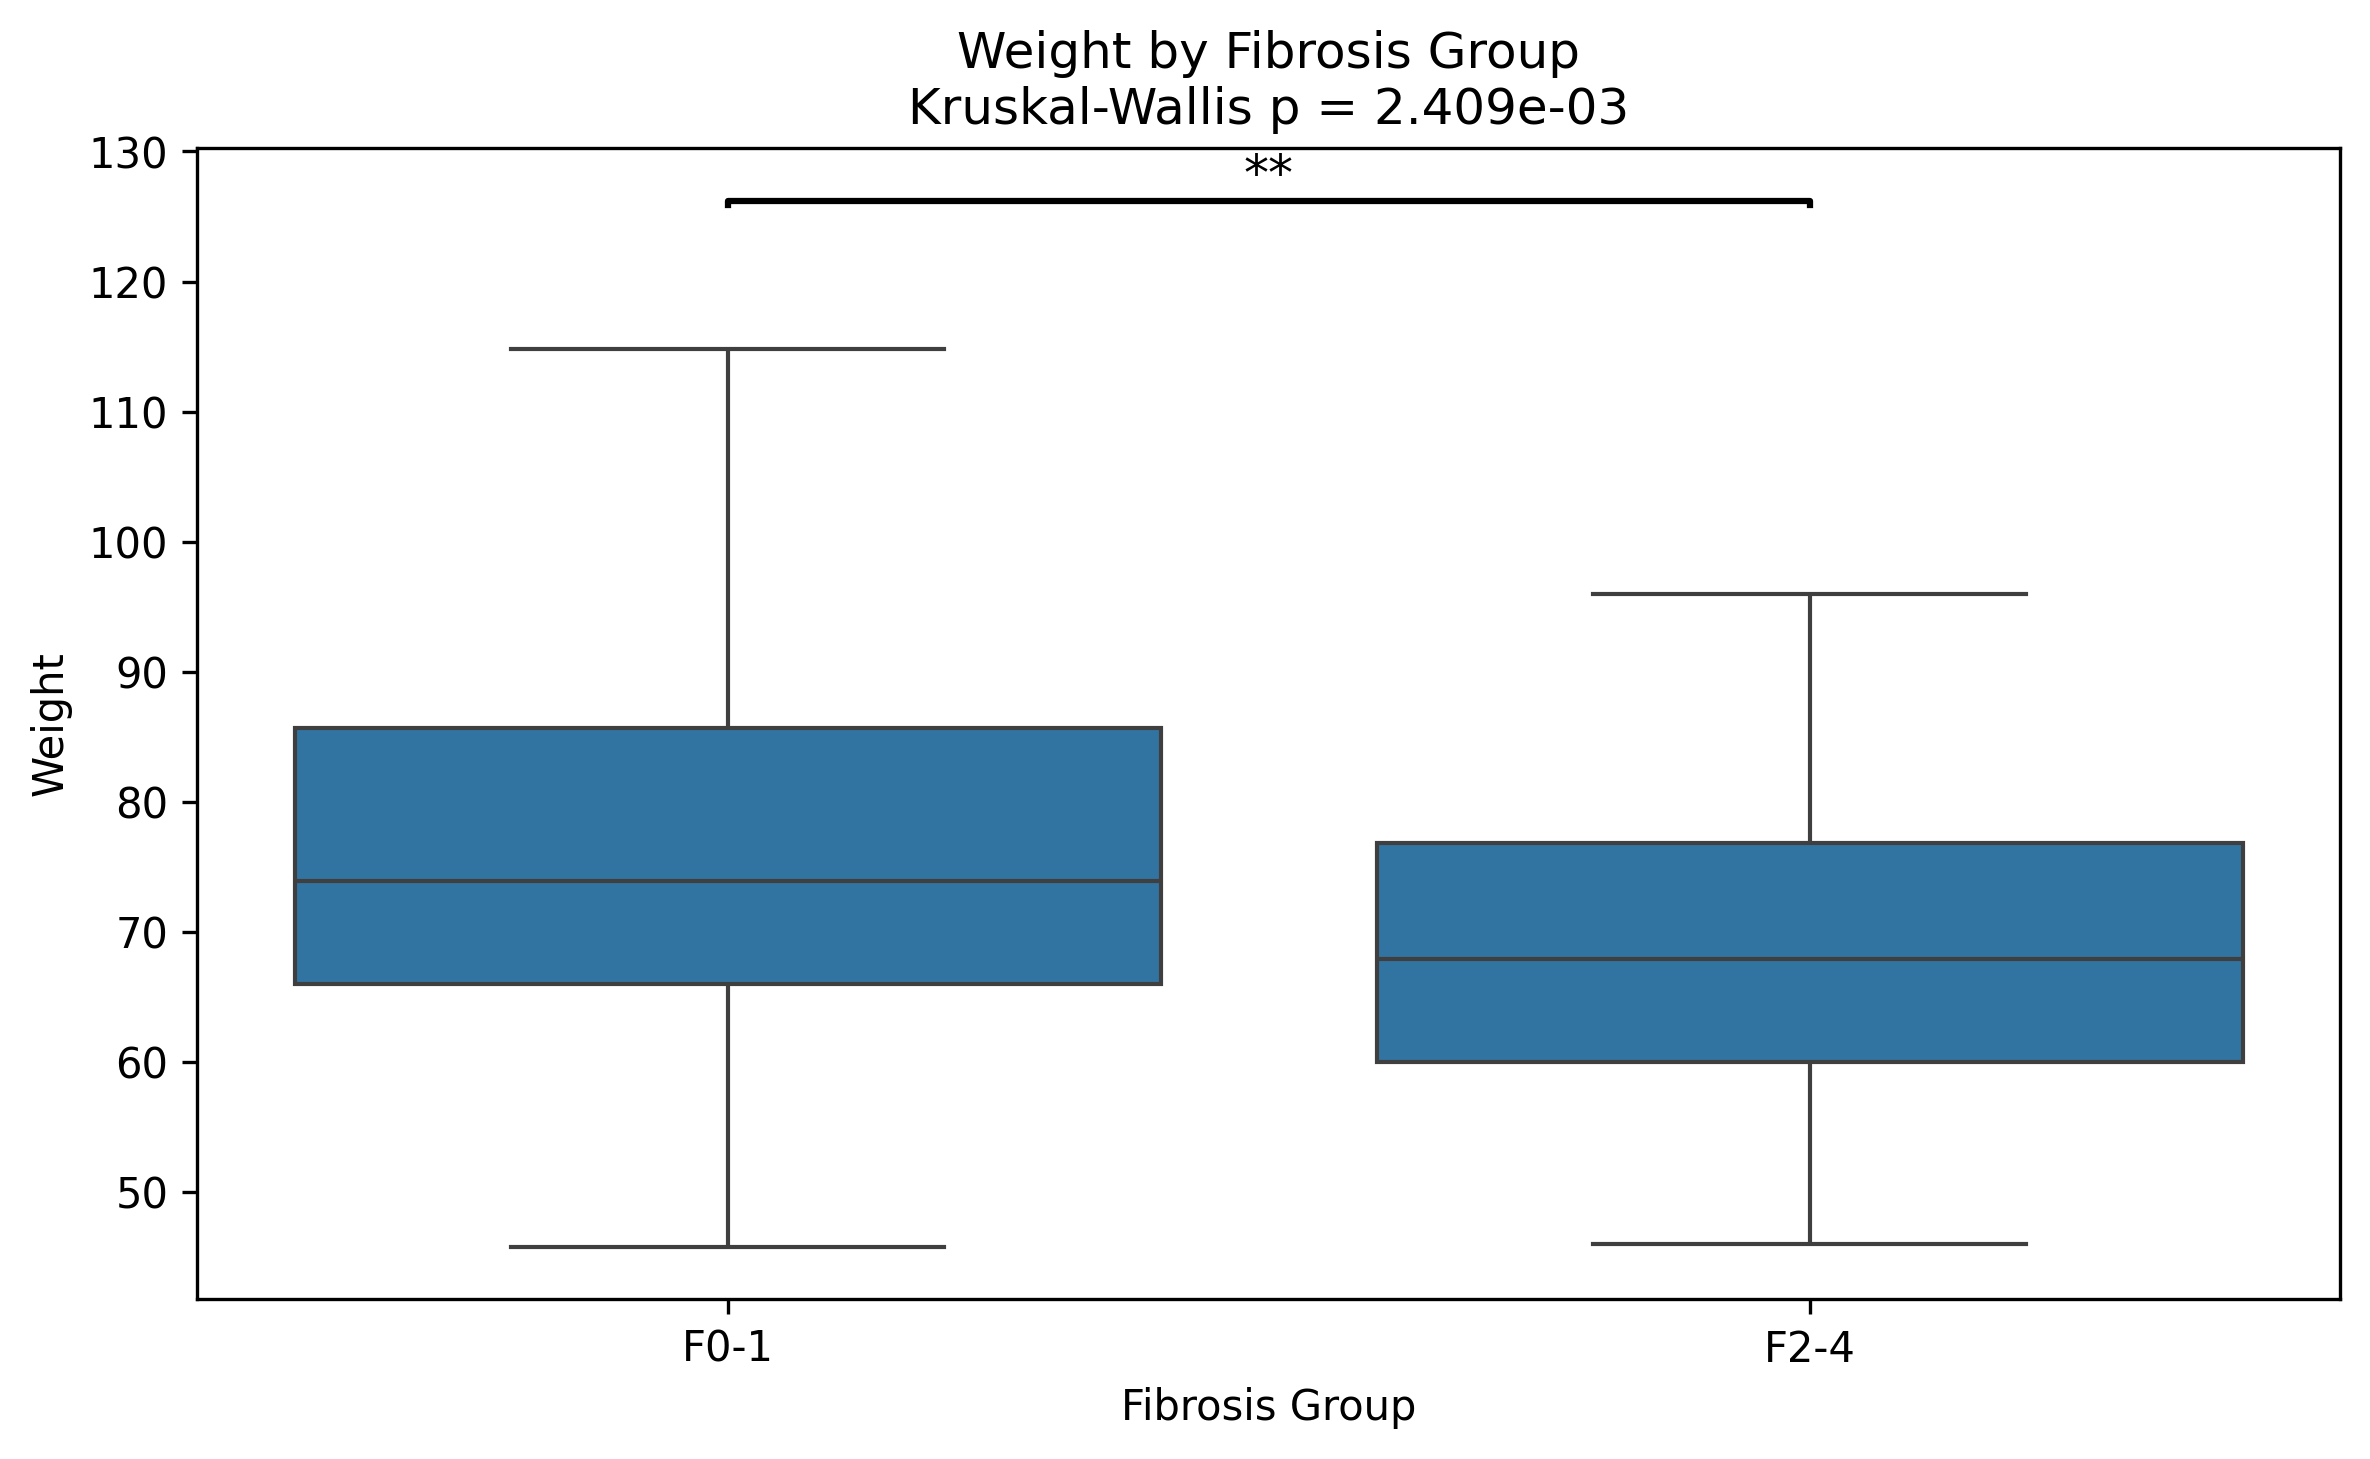 Weight by Fibrosis Group
Kruskal-Wallis p = 2.409e-03
**
130
120
110
100
90
80
70
60
50
Weight
F0-1
F2-4
Fibrosis Group